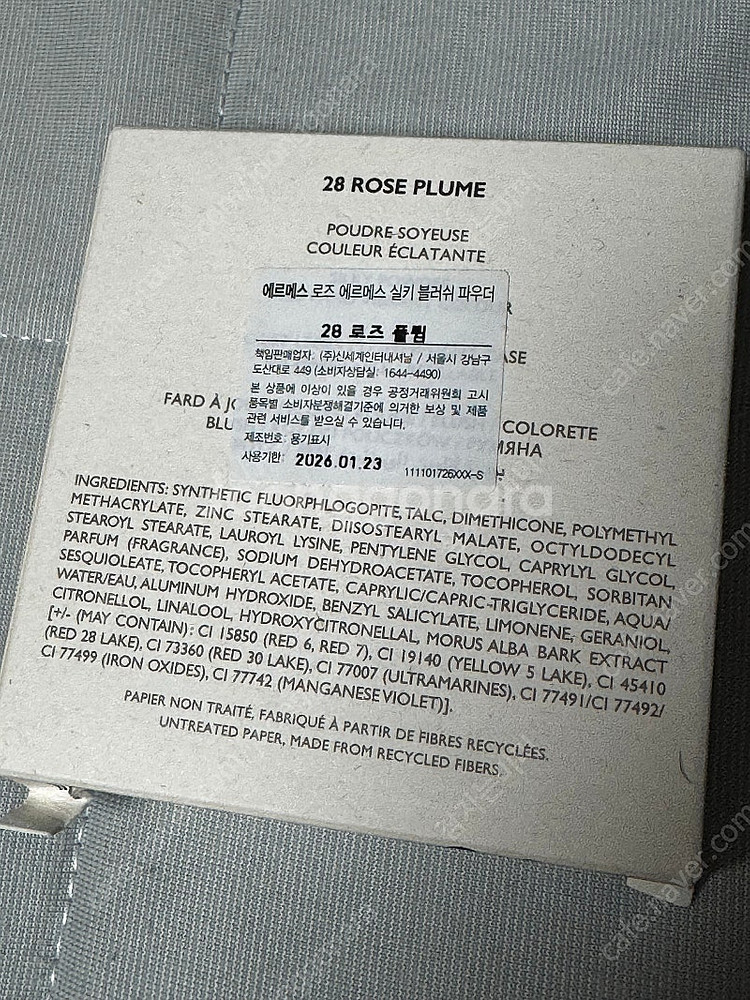 28 ROSE PLUME
POUDRE SOYEUSE
COULEUR ÉCLATANTE
에르메스 로즈 에르메스 실키 블러쉬 파우더
28 로즈 플륌
책임판매업자: (주)신세계인터내셔날 / 서울시 강남구
도산대로 449 (소비자상담실: 1644-4490)
본 상품에 이상이 있을 경우 공정거래위원회 고시
품목별 소비자분쟁해결기준에 의거한 보상 및 제품
관련 서비스를 받으실 수 있습니다.
제조번호: 용기표시
사용기한: 2026.01.23
111101726XXX-S
FARD À
COLORETE
INGREDIENTS: SYNTHETIC FLUORPHLOGOPITE, TALC, DIMETHICONE, POLYMETHYL
METHACRYLATE, ZINC STEARATE, DIISOSTEARYL MALATE, OCTYLDODECYL
STEAROYL STEARATE, LAUROYL LYSINE, PENTYLENE GLYCOL, CAPRYLYL GLYCOL,
PARFUM (FRAGRANCE), SODIUM DEHYDROACETATE, TOCOPHEROL, SORBITAN
SESQUIOLEATE, TOCOPHERYL ACETATE, CAPRYLIC/CAPRIC-TRIGLYCERIDE, AQUA/
WATER/EAU, ALUMINUM HYDROXIDE, BENZYL SALICYLATE, LIMONENE, GERANIOL,
CITRONELLOL, LINALOOL, HYDROXYCITRONELLAL, MORUS ALBA BARK EXTRACT
[+/- (MAY CONTAIN): CI 15850 (RED 6, RED 7), CI 19140 (YELLOW 5 LAKE), CI 45410
(RED 28 LAKE), CI 73360 (RED 30 LAKE), CI 77007 (ULTRAMARINES), CI 77491/CI 77492/
CI 77499 (IRON OXIDES), CI 77742 (MANGANESE VIOLET)].
PAPIER NON TRAITÉ, FABRIQUÉ À PARTIR DE FIBRES RECYCLÉES.
UNTREATED PAPER, MADE FROM RECYCLED FIBERS.